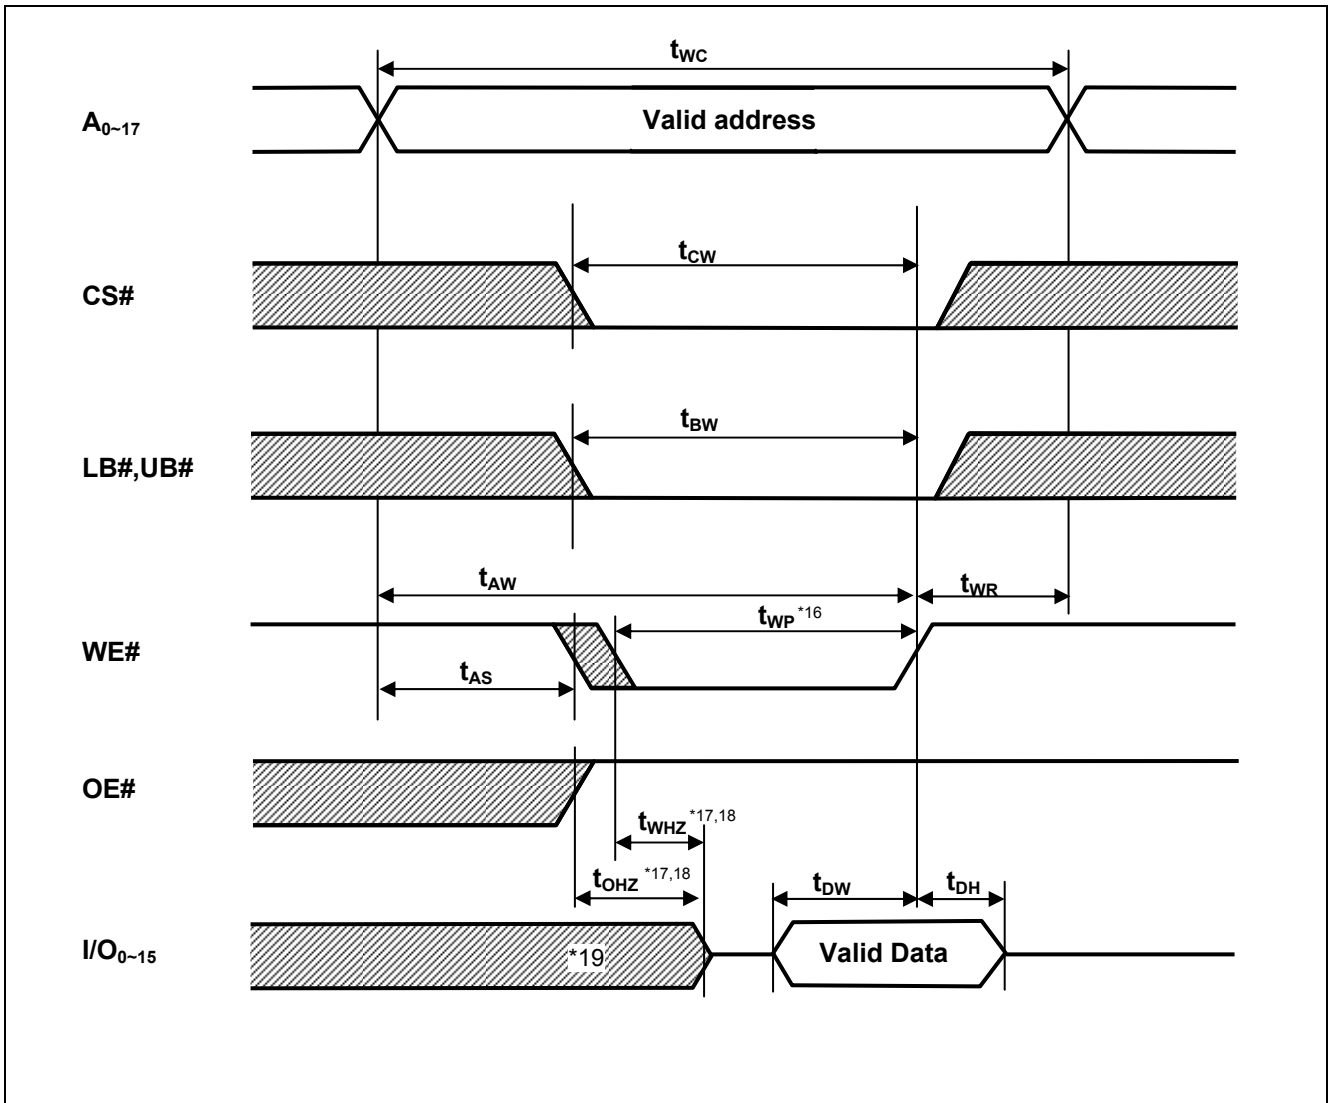 tWC
A0~17
Valid address
tCW
CS#
tBW
LB#,UB#
tAW
tWR
tWP *16
WE#
tAS
OE#
tWHZ *17,18
tOHZ *17,18
tDW
tDH
I/O0~15
*19
Valid Data